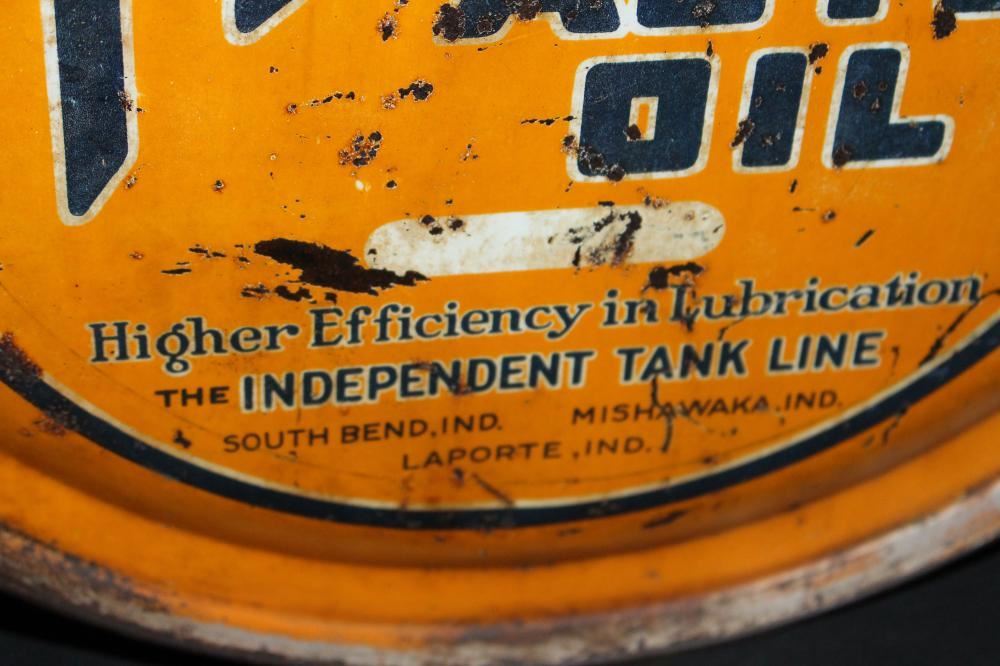 OIL
Higher Efficiency in Lubrication
THE INDEPENDENT TANK LINE
SOUTH BEND, IND. MISHAWAKA, IND.
LAPORTE, IND.